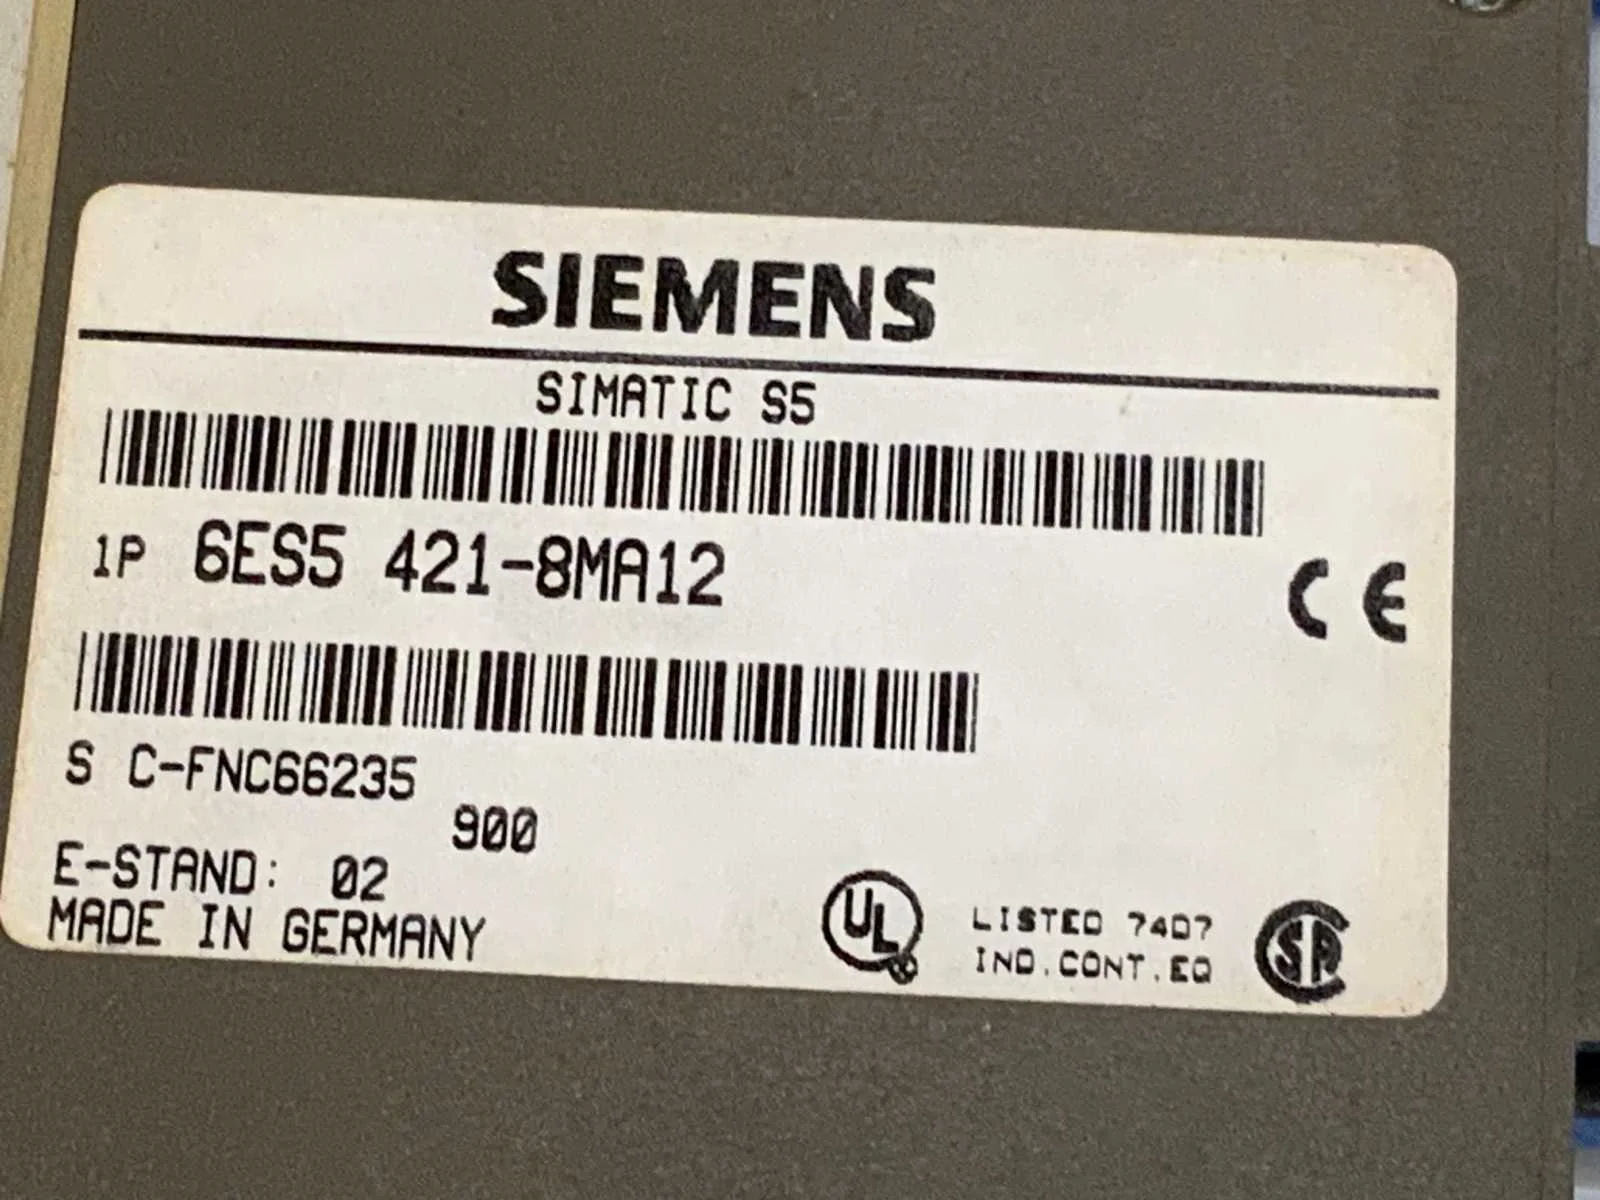 SIEMENS
SIMATIC S5
1P 6ES5 421-8MA12
CE
S C-FNC66235
900
E-STAND: 02
MADE IN GERMANY
UL LISTED 7407 SA
IND.CONT.EQ